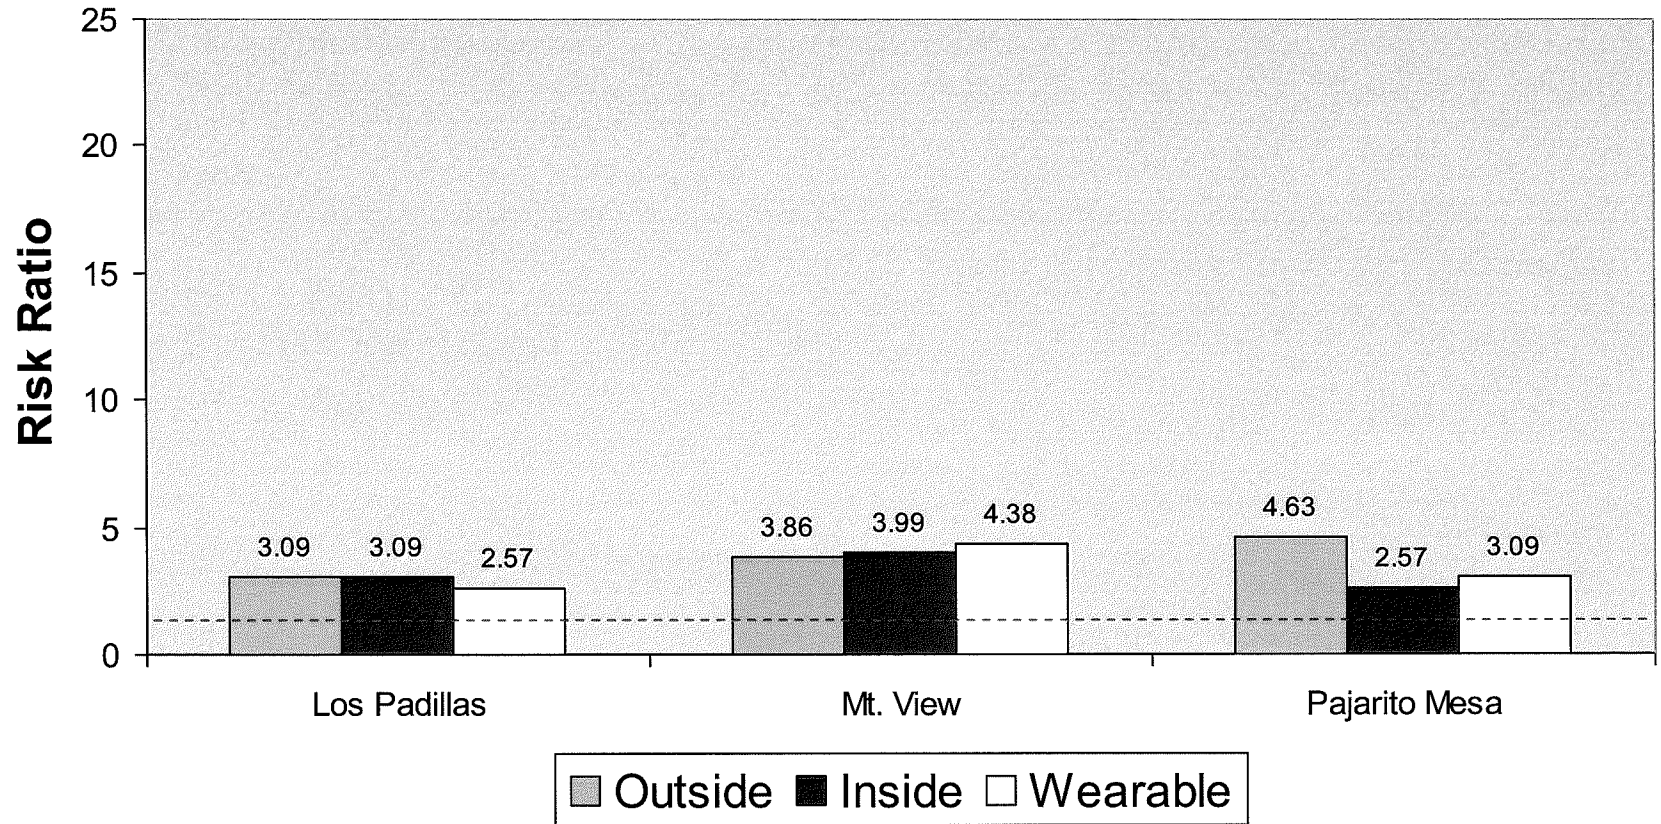 25
20
15
10
5
0
Risk Ratio
3.09 3.09 2.57
3.86 3.99 4.38
4.63 2.57 3.09
Los Padillas Mt. View Pajarito Mesa
Outside Inside Wearable